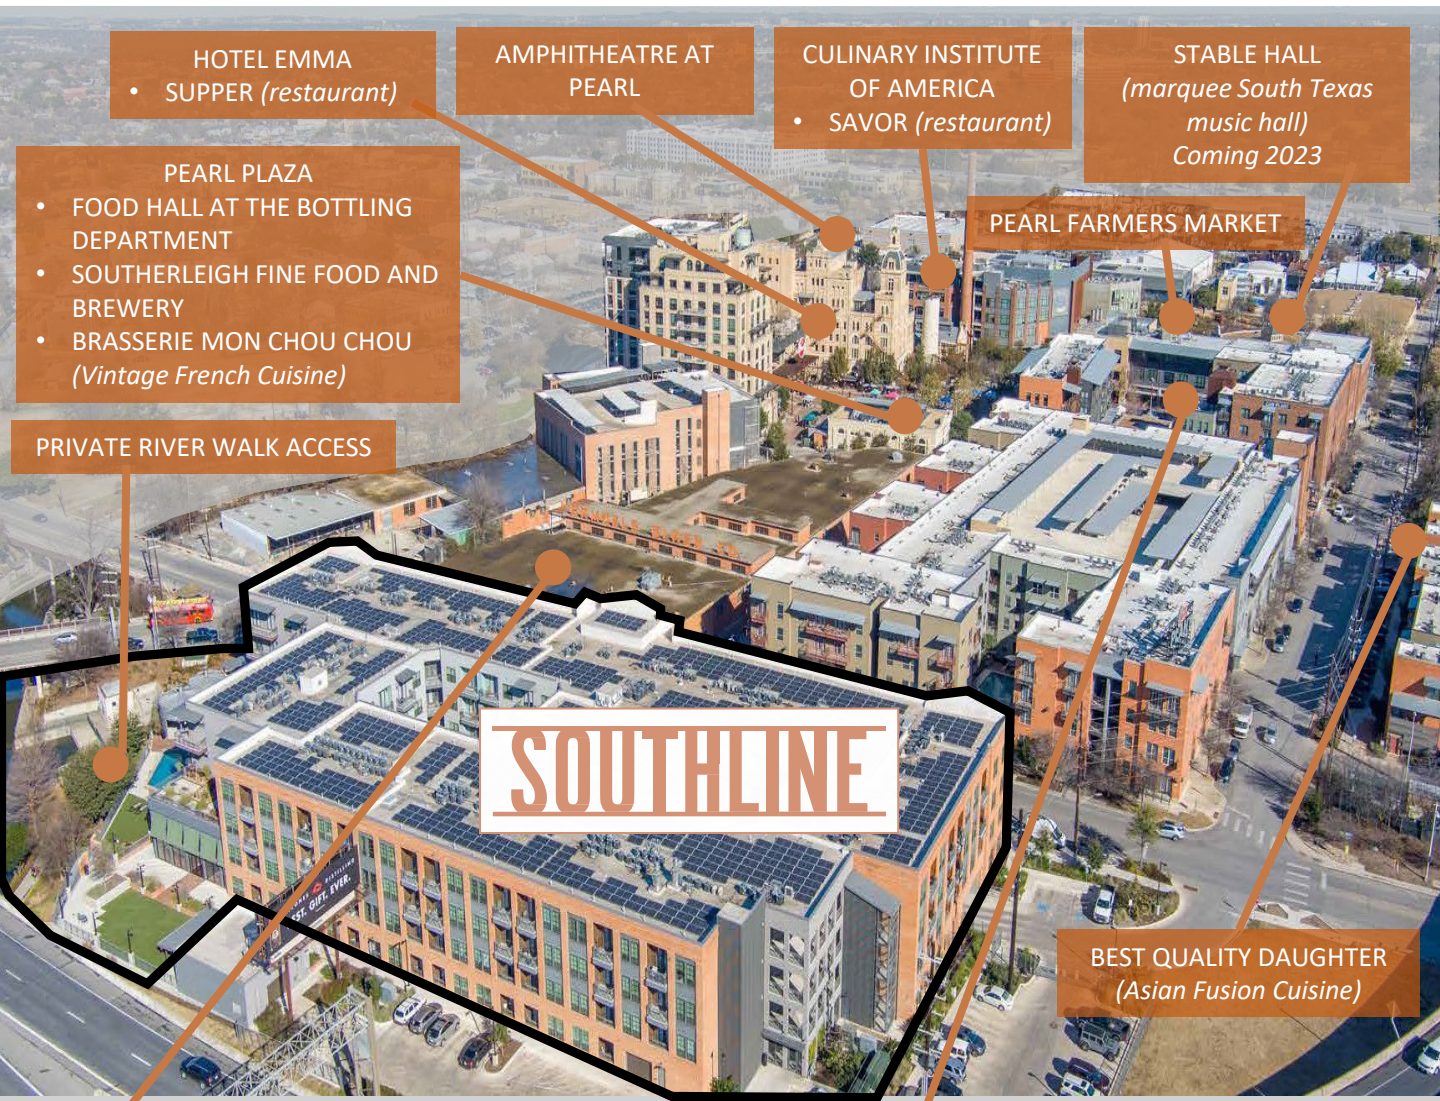 HOTEL EMMA
• SUPPER (restaurant)
AMPHITHEATRE AT
PEARL
CULINARY INSTITUTE
OF AMERICA
• SAVOR (restaurant)
STABLE HALL
(marquee South Texas
music hall)
Coming 2023
PEARL PLAZA
• FOOD HALL AT THE BOTTLING
DEPARTMENT
• SOUTHERLEIGH FINE FOOD AND
BREWERY
• BRASSERIE MON CHOU CHOU
(Vintage French Cuisine)
PEARL FARMERS MARKET
PRIVATE RIVER WALK ACCESS
SOUTHLINE
GIFT. EVER.
BEST QUALITY DAUGHTER
(Asian Fusion Cuisine)